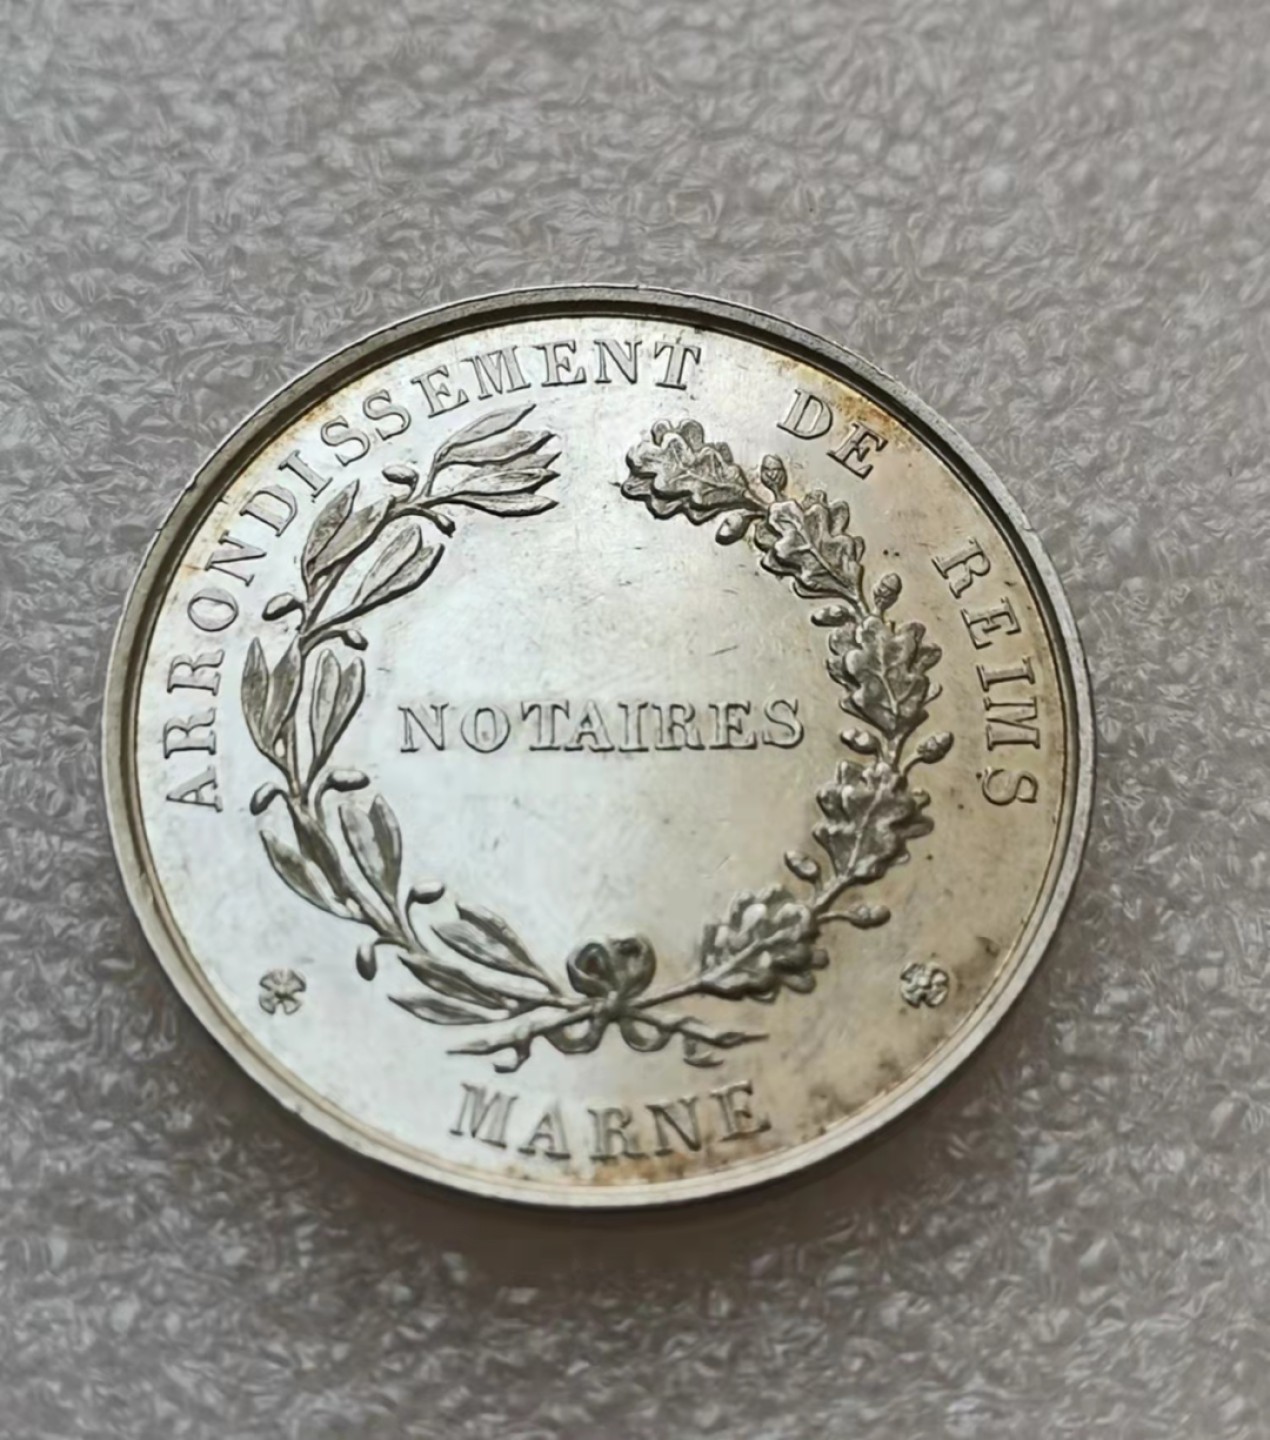 ARRONDISSEMENT DE REIMS
NOTAIRES
MARNE